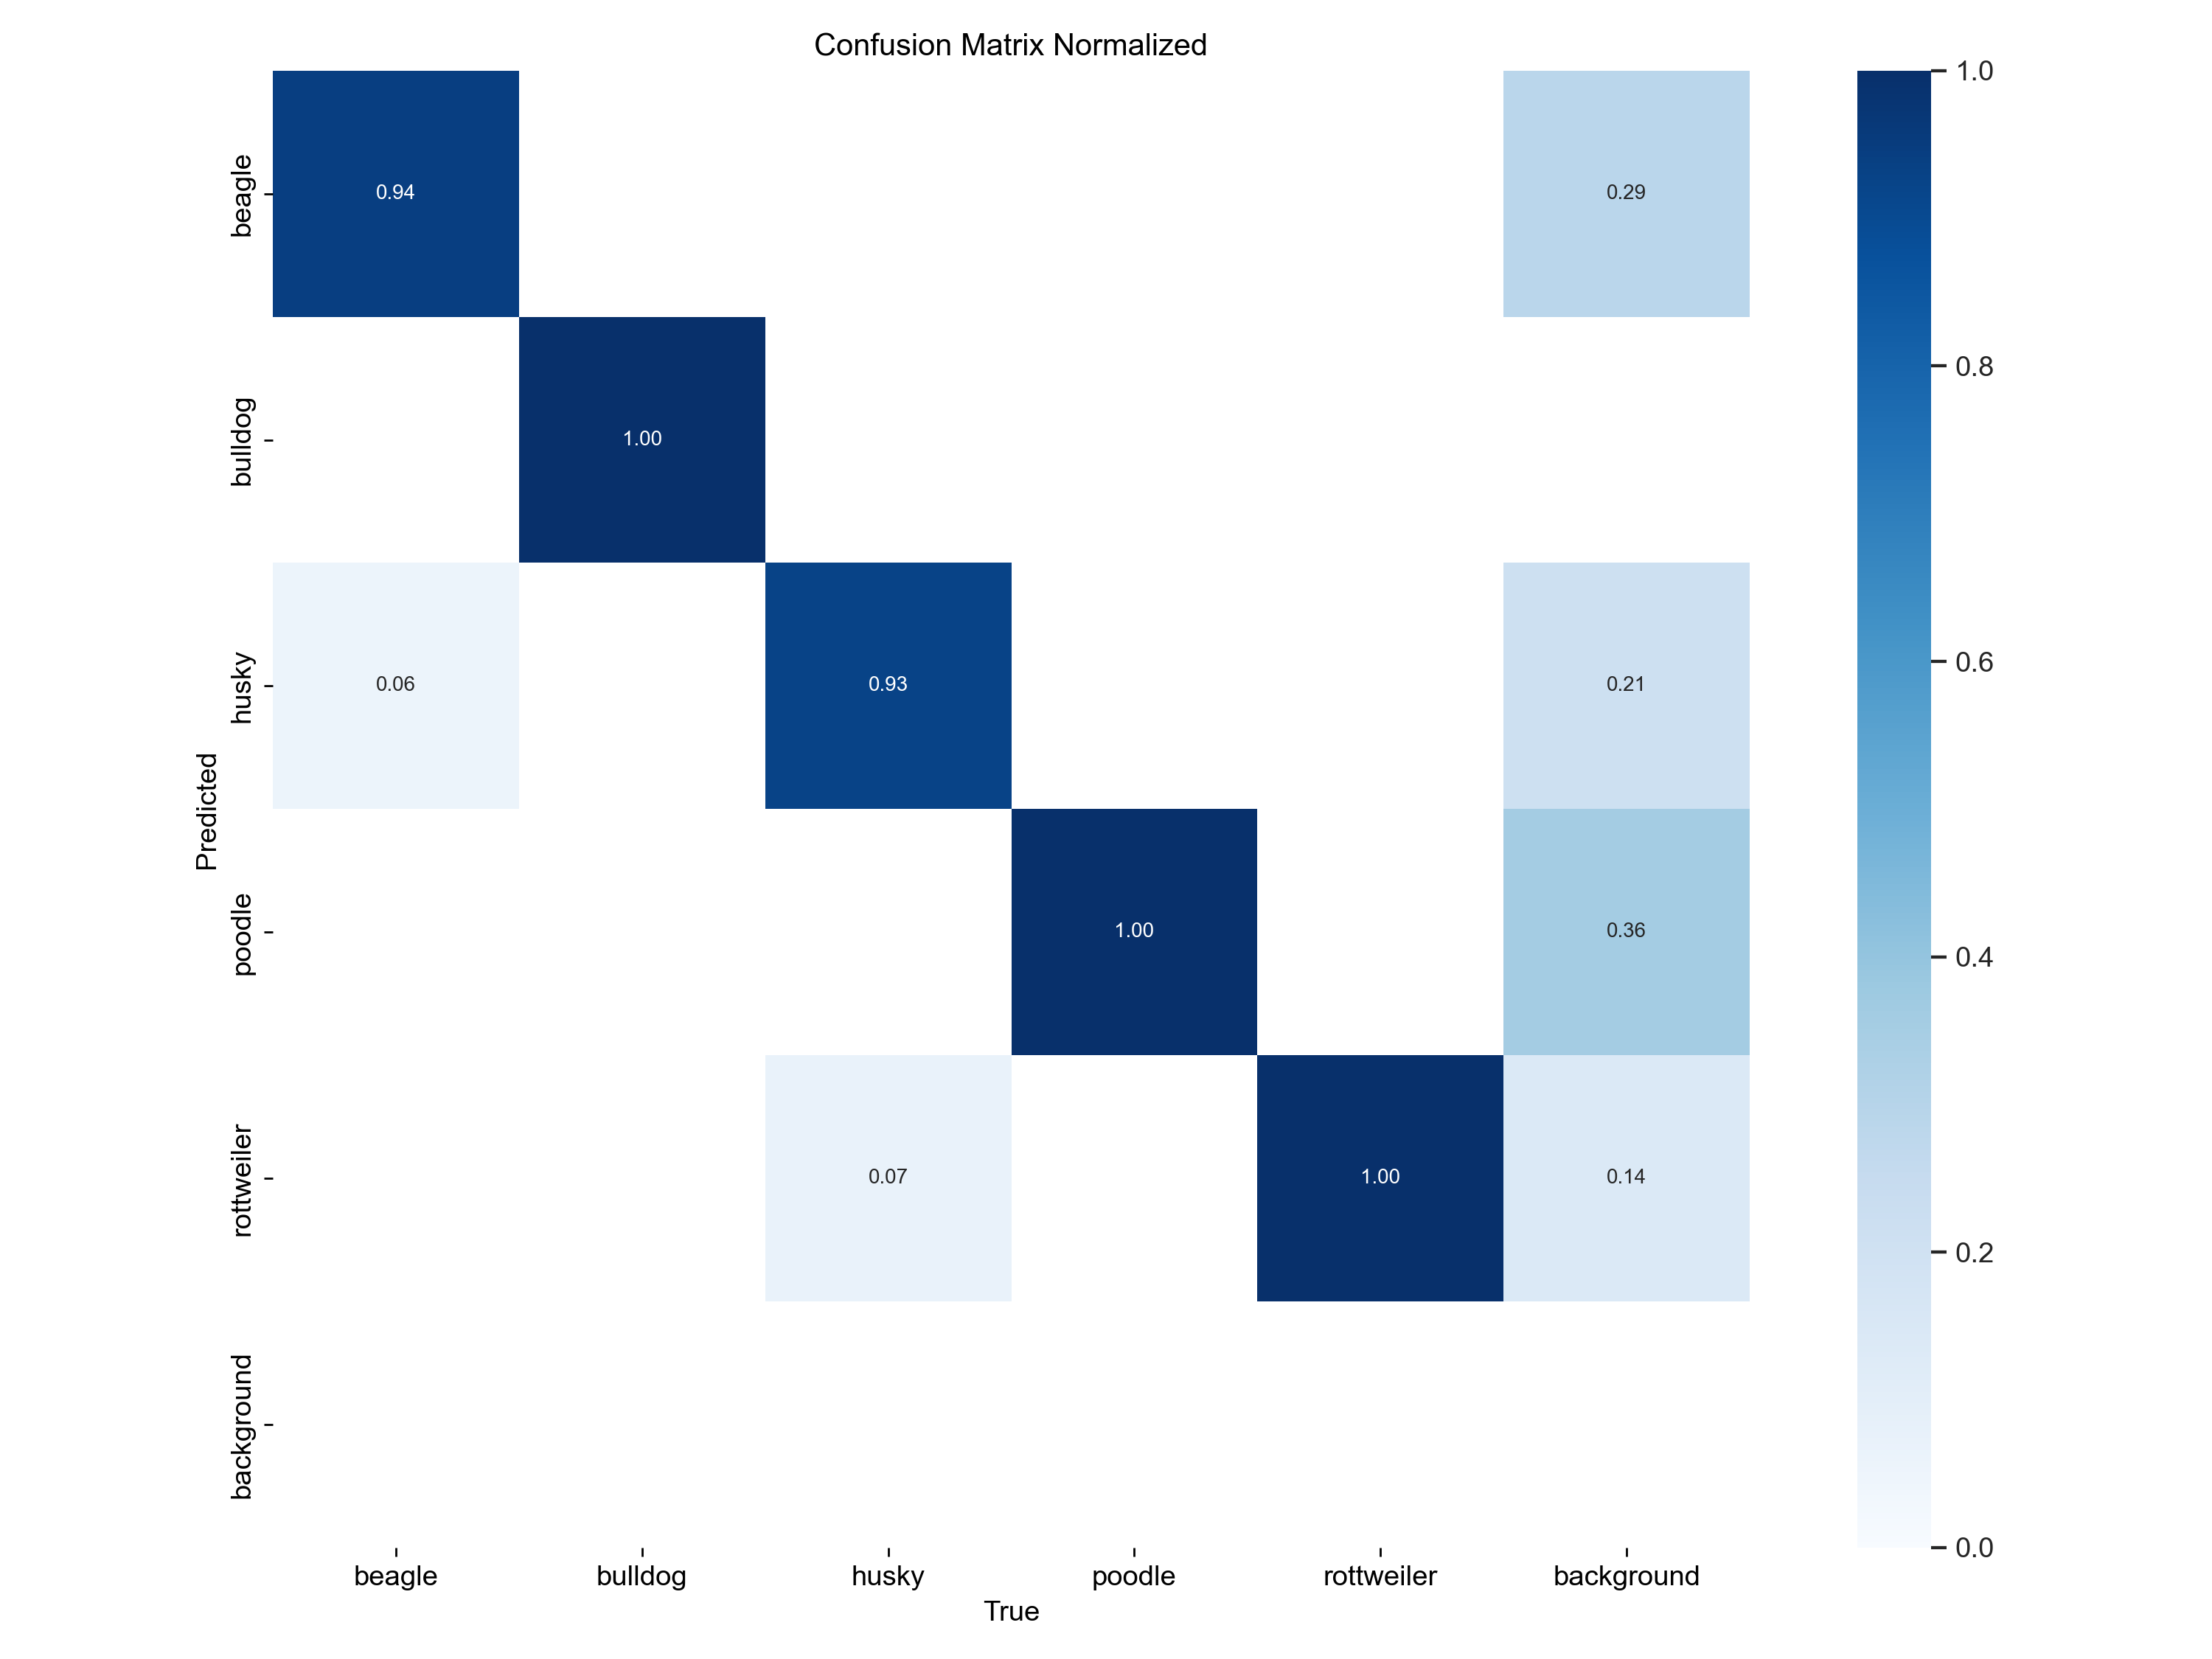 Confusion Matrix Normalized
beagle
0.94
0.29
1.0
bulldog
1.00
0.8
husky
0.06
0.93
0.21
0.6
Predicted
poodle
1.00
0.36
0.4
rottweiler
0.07
1.00
0.14
0.2
background
0.0
beagle
bulldog
husky
poodle
rottweiler
background
True